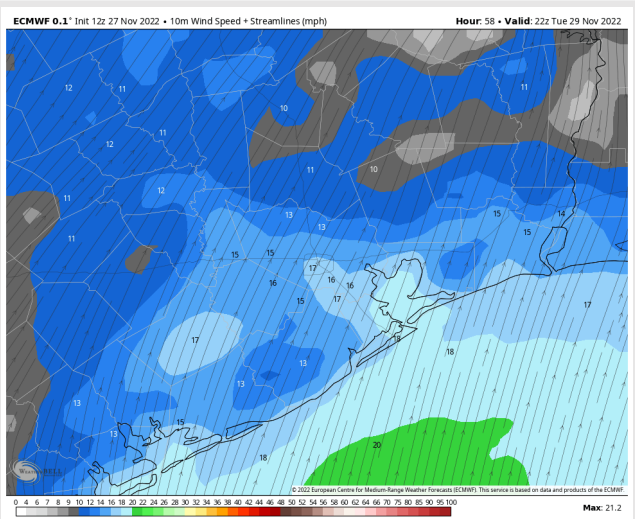 ECMWF 0.1° Init 12z 27 Nov 2022 • 10m Wind Speed + Streamlines (mph) Hour: 58 • Valid: 22z Tue 29 Nov 2022
12 11 11
10
11
12
11 10
12
11
13 15 14
13 15
11
15 15
17
16 16 16
15 17 17
18
17 18
13
13
13
15
13
20
18
WeatherBELL
© 2022 European Centre for Medium-Range Weather Forecasts (ECMWF). This service is based on data and products of the ECMWF.
0 4 6 7 8 9 10 12 14 16 18 20 22 24 26 28 30 32 34 36 38 40 42 44 46 48 50 52 54 56 58 60 62 64 66 70 75 80 85 90 95 100
Max: 21.2